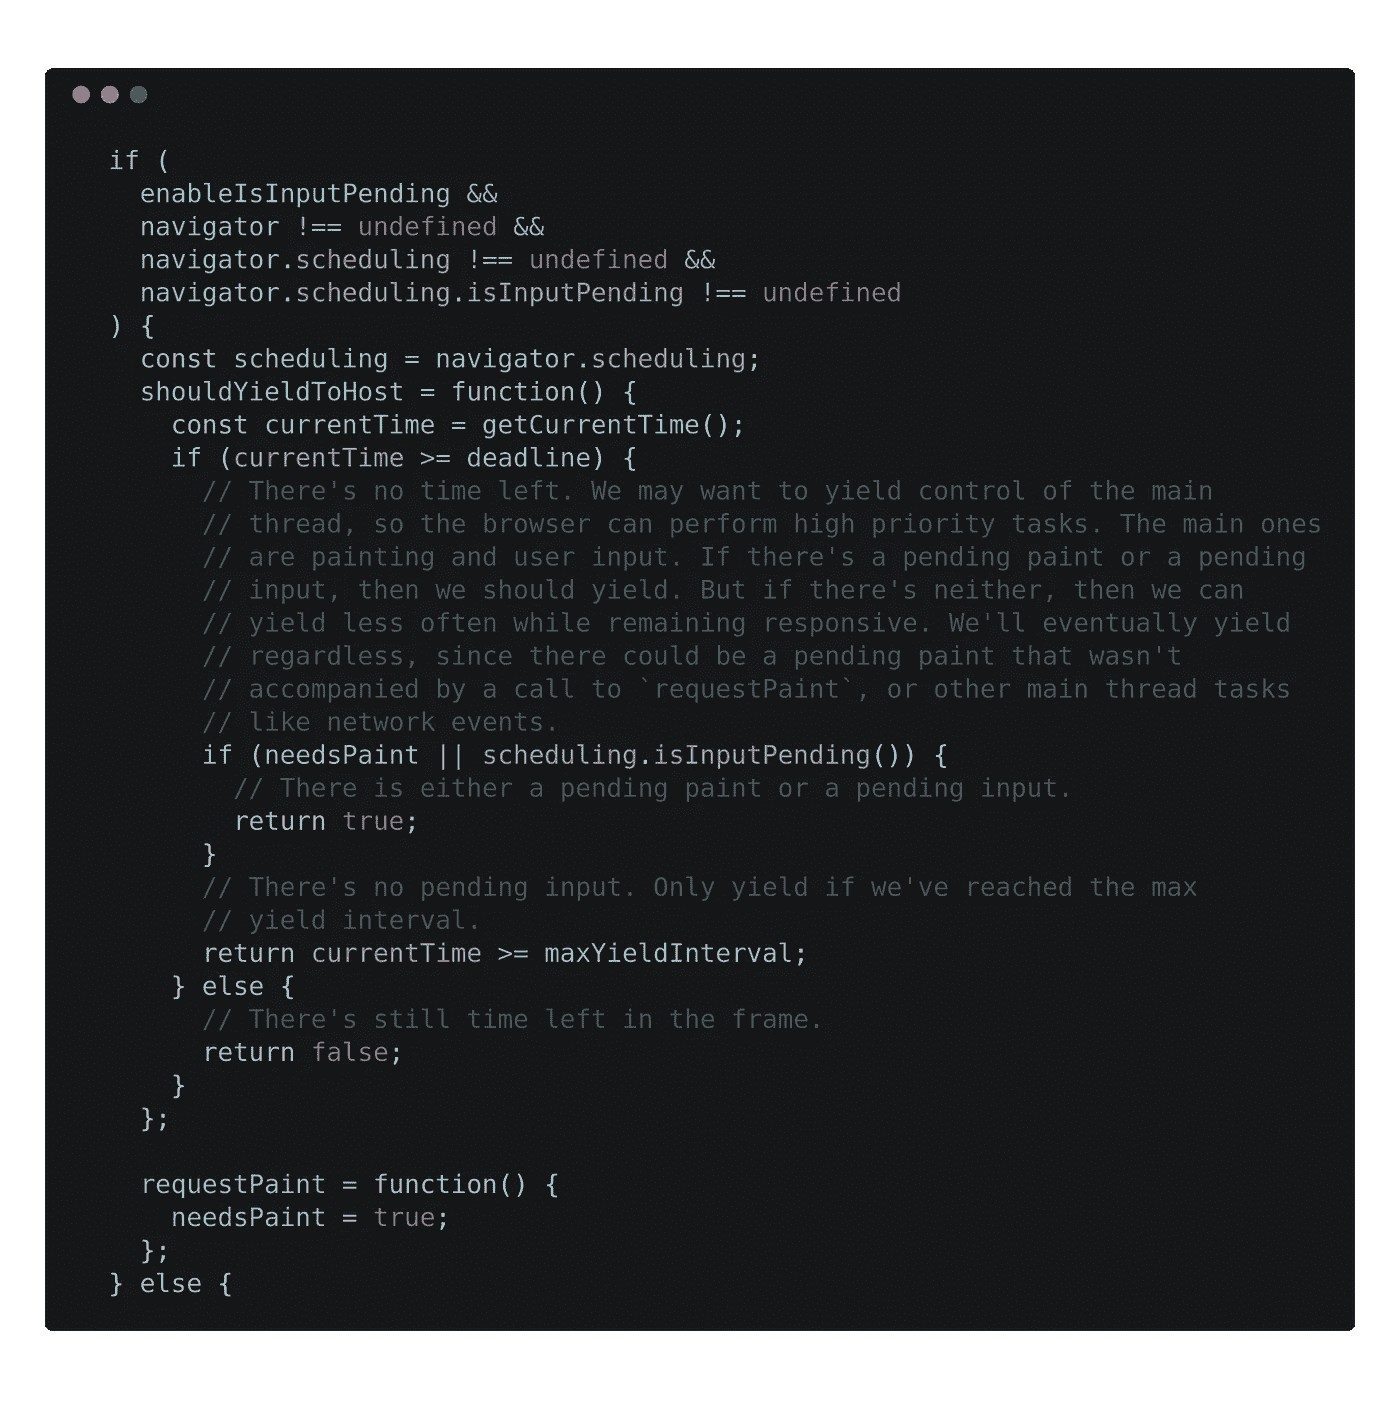 if (
enableIsInputPending &&
navigator !== undefined &&
navigator.scheduling !== undefined &&
navigator.scheduling.isInputPending !== undefined
) {
const scheduling = navigator.scheduling;
shouldYieldToHost = function() {
const currentTime = getCurrentTime();
if (currentTime >= deadline) {
// There's no time left. We may want to yield control of the main
// thread, so the browser can perform high priority tasks. The main ones
// are painting and user input. If there's a pending paint or a pending
// input, then we should yield. But if there's neither, then we can
// yield less often while remaining responsive. We'll eventually yield
// regardless, since there could be a pending paint that wasn't
// accompanied by a call to `requestPaint`, or other main thread tasks
// like network events.
if (needsPaint || scheduling.isInputPending()) {
// There is either a pending paint or a pending input.
return true;
}
// There's no pending input. Only yield if we've reached the max
// yield interval.
return currentTime >= maxYieldInterval;
} else {
// There's still time left in the frame.
return false;
}
};
requestPaint = function() {
needsPaint = true;
};
} else {